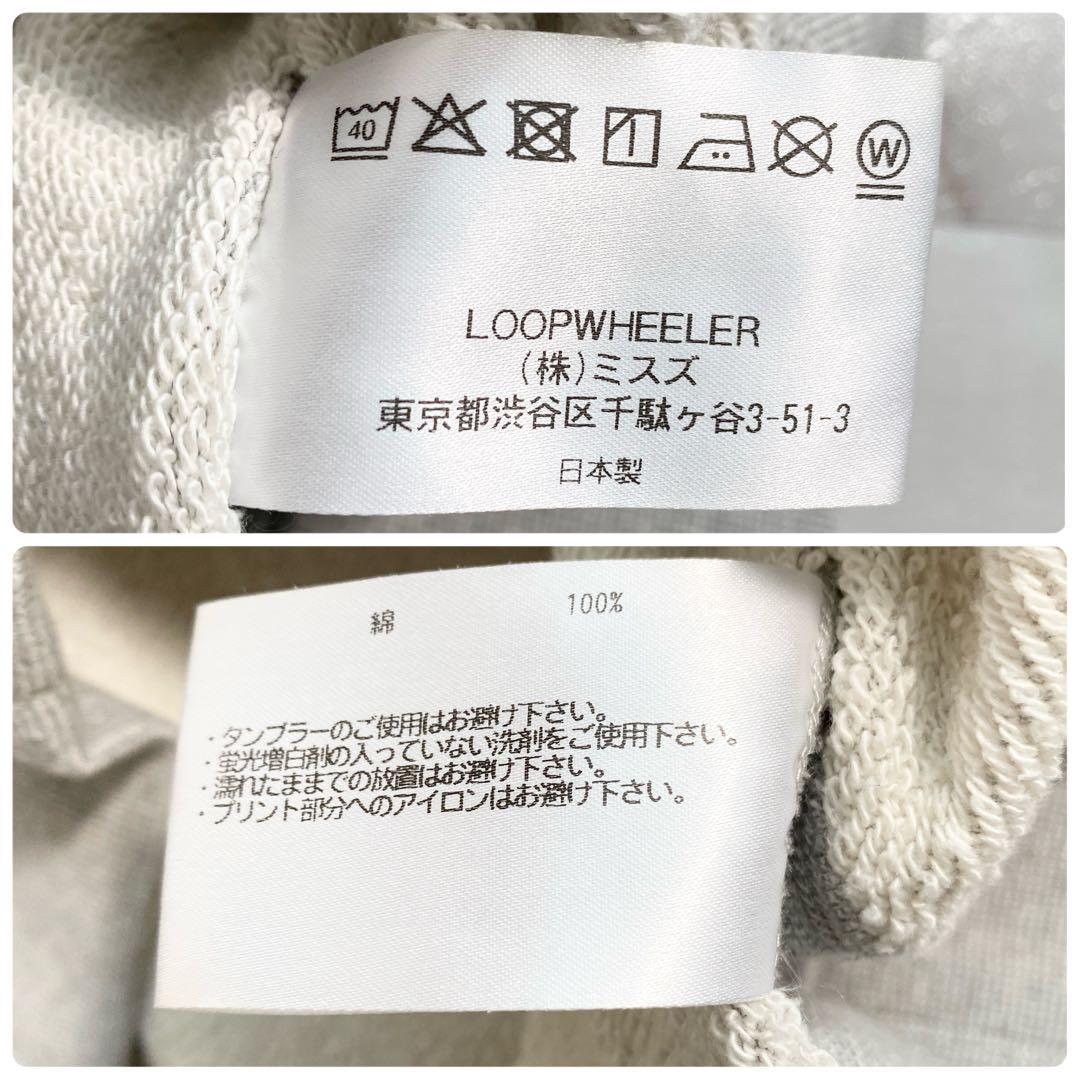 40
W
LOOPWHEELER
(株)ミスズ
東京都渋谷区千駄ヶ谷3-51-3
日本製
綿 100%
・タンブラーのご使用はお避け下さい。
・蛍光増白剤の入っていない洗剤をご使用下さい。
・濡れたままでの放置はお避け下さい。
・プリント部分へのアイロンはお避け下さい。